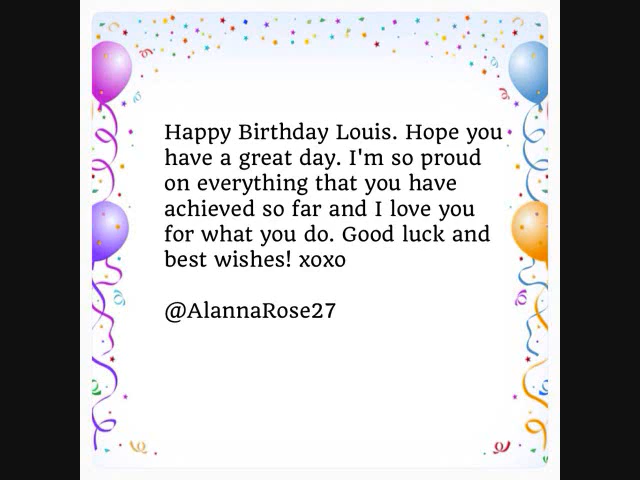 Happy Birthday Louis. Hope you
have a great day. I'm so proud
on everything that you have
achieved so far and I love you
for what you do. Good luck and
best wishes! xoxo
@AlannaRose27